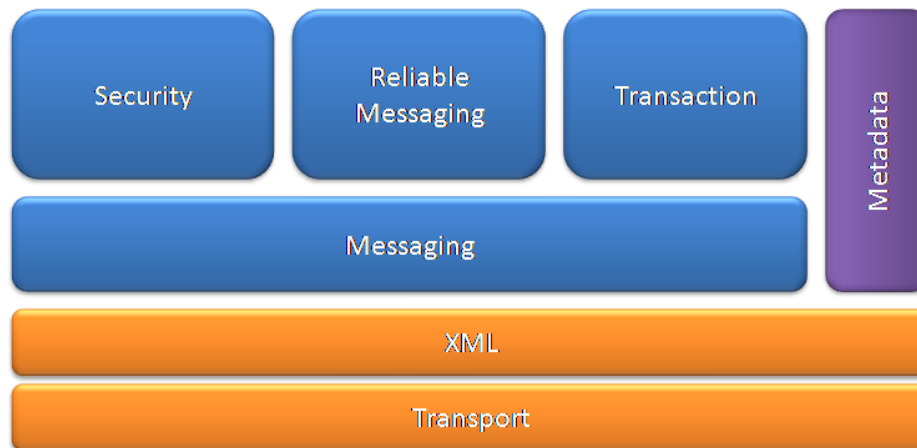 Security
Reliable
Messaging
Transaction
Metadata
Messaging
XML
Transport